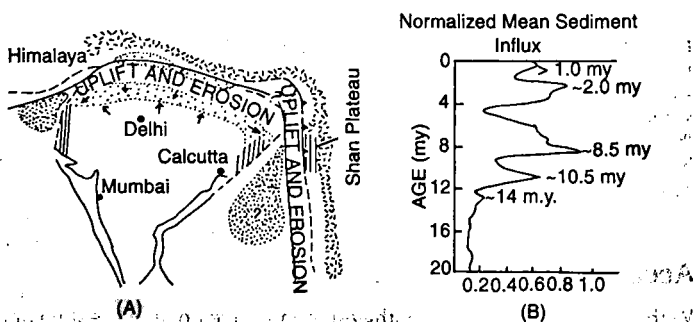 Himalaya
UPLIFT AND EROSION
Delhi
Calcutta
Mumbai
?
UPLIFT AND EROSION
Shan Plateau
(A)
Normalized Mean Sediment
Influx
0
1.0 my
~2.0 my
4
AGE (my)
8
~8.5 my
~10.5 my
12
~14 m.y.
16
20
0.2 0.4 0.6 0.8 1.0
(B)